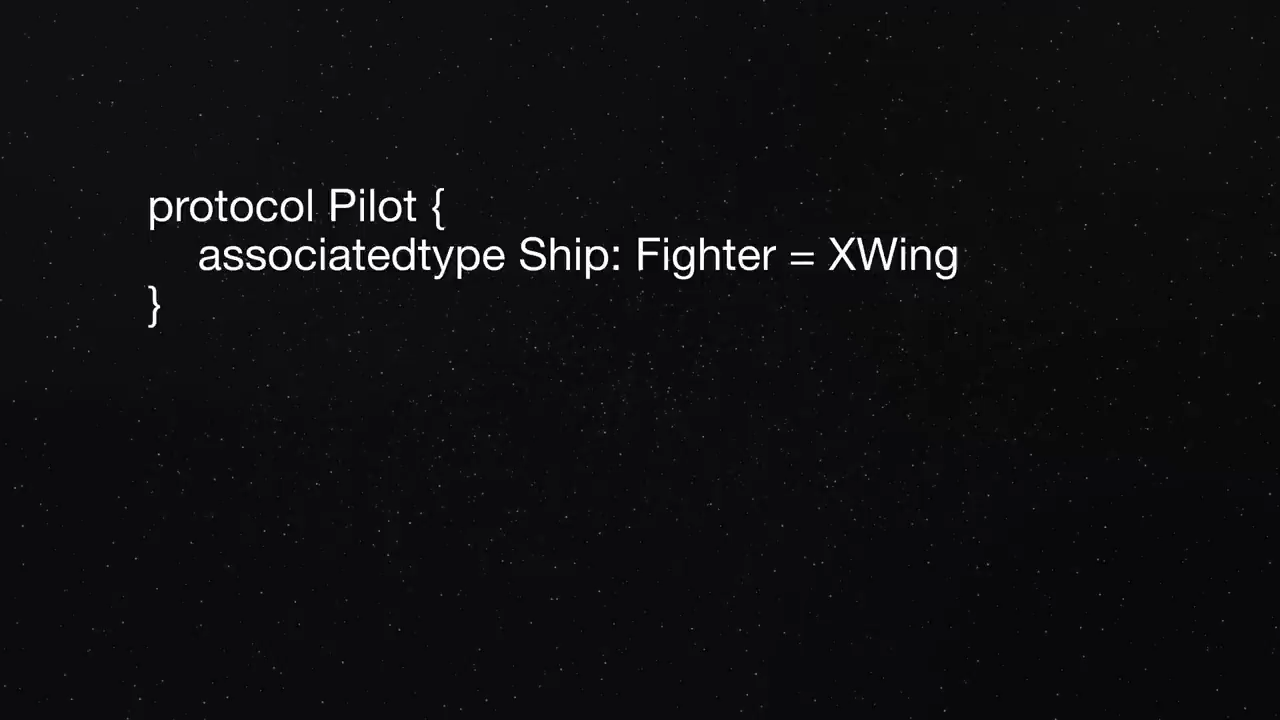 protocol Pilot {
associatedtype Ship: Fighter = XWing
}